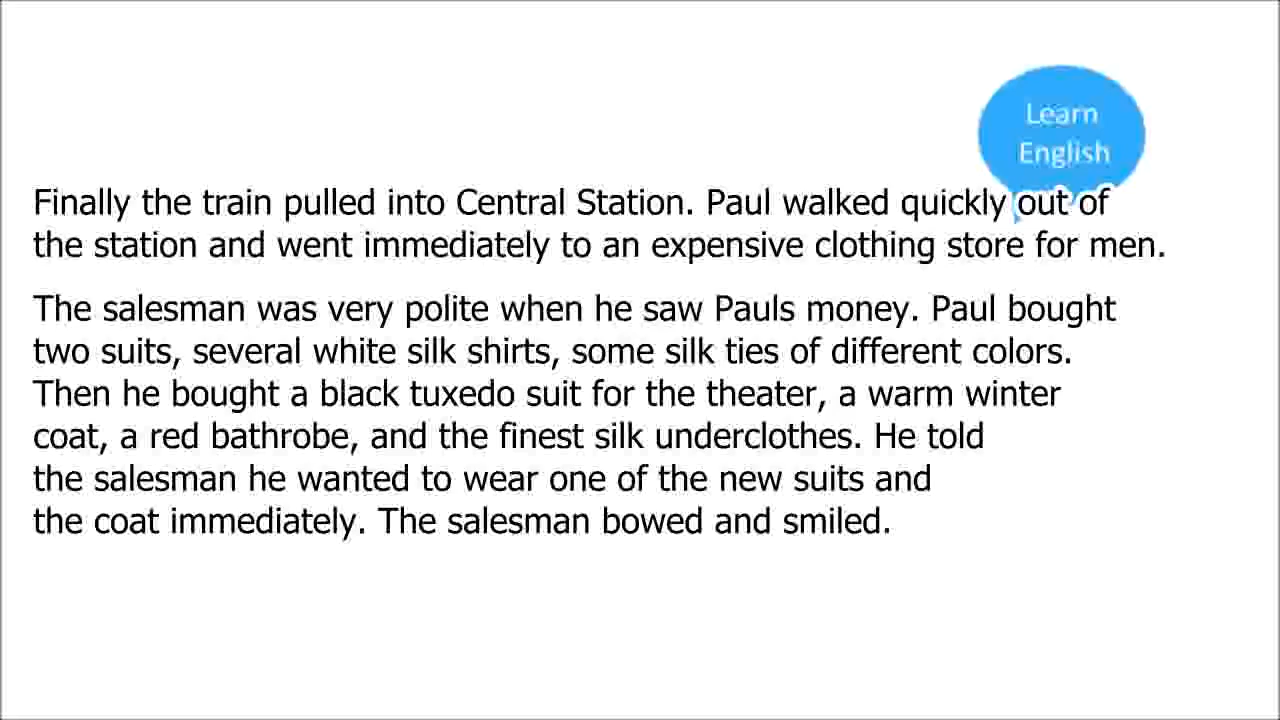 Learn
English
Finally the train pulled into Central Station. Paul walked quickly out of
the station and went immediately to an expensive clothing store for men.
The salesman was very polite when he saw Pauls money. Paul bought
two suits, several white silk shirts, some silk ties of different colors.
Then he bought a black tuxedo suit for the theater, a warm winter
coat, a red bathrobe, and the finest silk underclothes. He told
the salesman he wanted to wear one of the new suits and
the coat immediately. The salesman bowed and smiled.